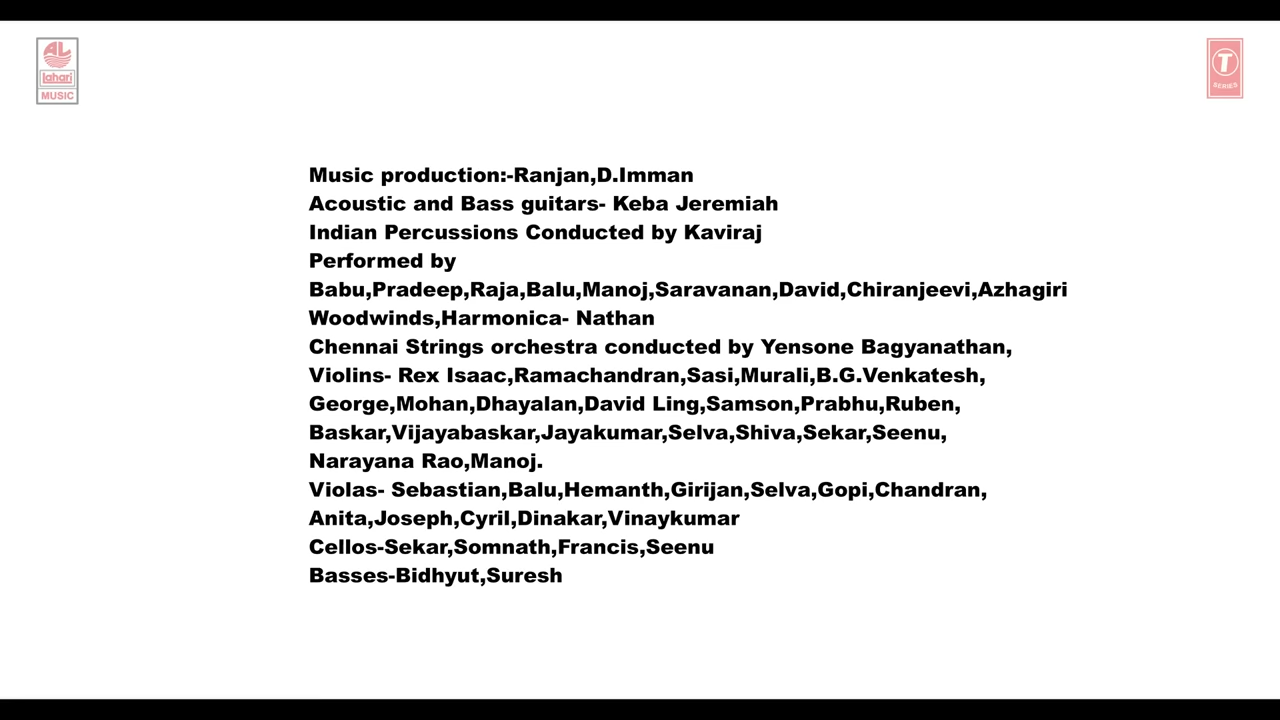 AL
Lahari
MUSIC
T
SERIES
Music production:-Ranjan,D.Imman
Acoustic and Bass guitars- Keba Jeremiah
Indian Percussions Conducted by Kaviraj
Performed by
Babu,Pradeep,Raja,Balu,Manoj,Saravanan,David,Chiranjeevi,Azhagiri
Woodwinds,Harmonica- Nathan
Chennai Strings orchestra conducted by Yensone Bagyanathan,
Violins- Rex Isaac,Ramachandran,Sasi,Murali,B.G.Venkatesh,
George,Mohan,Dhayalan,David Ling,Samson,Prabhu,Ruben,
Baskar,Vijayabaskar,Jayakumar,Selva,Shiva,Sekar,Seenu,
Narayana Rao,Manoj.
Violas- Sebastian,Balu,Hemanth,Girijan,Selva,Gopi,Chandran,
Anita,Joseph,Cyril,Dinakar,Vinaykumar
Cellos-Sekar,Somnath,Francis,Seenu
Basses-Bidhyut,Suresh